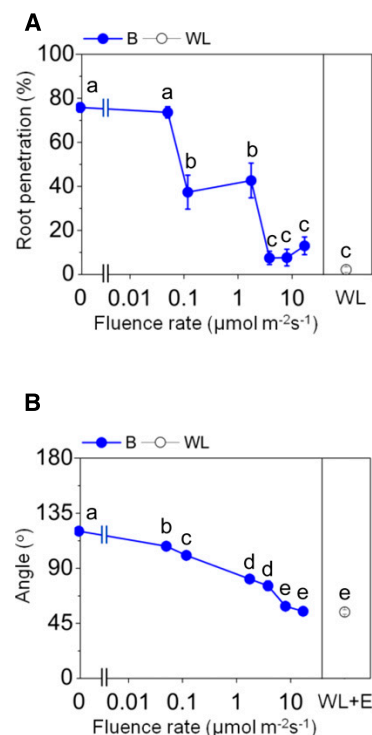 A
B WL
100
80
60
40
20
0
Root penetration (%)
a a b b c c c c
0 0.01 0.1 1 10 WL
Fluence rate (µmol m⁻²s⁻¹)
B
B WL
180
135
90
45
0
Angle (°)
a b c d d e e e
0 0.01 0.1 1 10 WL+E
Fluence rate (µmol m⁻²s⁻¹)